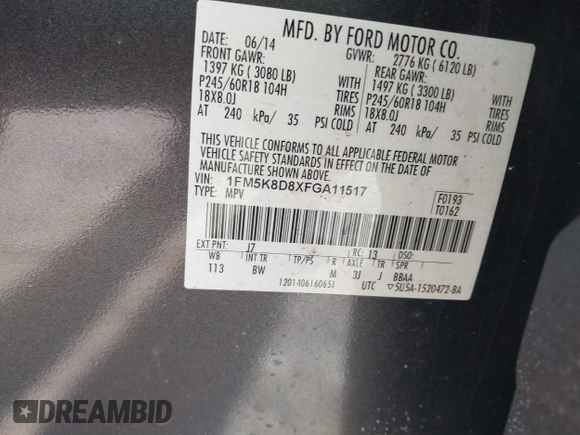 MFD. BY FORD MOTOR CO.
DATE: 06/14 GVWR: 2776 KG ( 6120 LB)
FRONT GAWR: REAR GAWR:
1397 KG ( 3080 LB) 1497 KG ( 3300 LB)
P245/60R18 104H WITH TIRES P245/60R18 104H WITH TIRES
18X8.0J RIMS 18X8.0J RIMS
AT 240 kPa/ 35 PSI COLD AT 240 kPa/ 35 PSI COLD
THIS VEHICLE CONFORMS TO ALL APPLICABLE FEDERAL MOTOR
VEHICLE SAFETY STANDARDS IN EFFECT ON THE DATE OF
MANUFACTURE SHOWN ABOVE.
VIN: 1FM5K8D8XFGA11517
TYPE: MPV
F0193
T0162
EXT PNT: J7 RC: 13 DSO:
WB INT TR TP/PS R AXLE TR SPR
113 BW M 3J J BBAA
1201406160651 UTC ▽5U5A-1520472-BA
DREAMBID